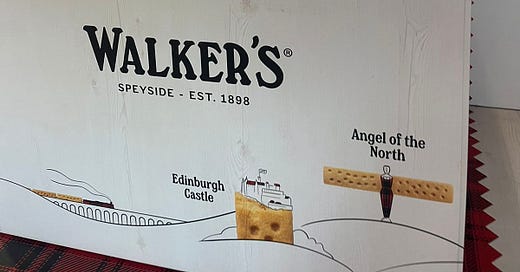 WALKER'S®
SPEYSIDE - EST. 1898
Angel of the
North
Edinburgh
Castle